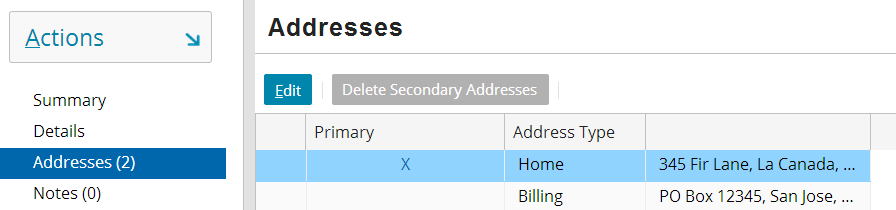 Actions
Summary
Details
Addresses (2)
Notes (0)
Addresses
Edit Delete Secondary Addresses
Primary Address Type
X Home 345 Fir Lane, La Canada, ...
Billing PO Box 12345, San Jose, ...